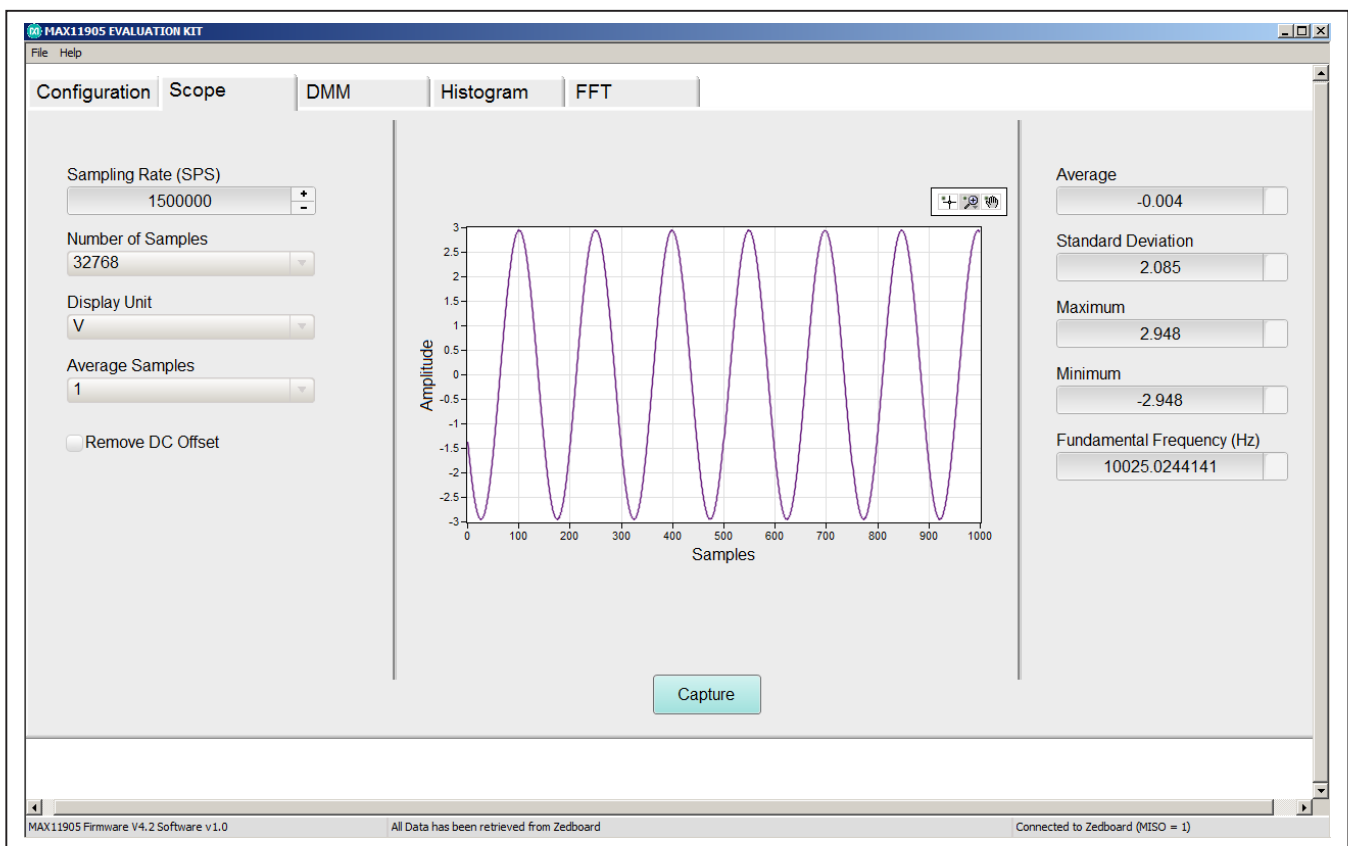 MAX11905 EVALUATION KIT
File Help
Configuration Scope DMM Histogram FFT
Sampling Rate (SPS)
1500000
Number of Samples
32768
Display Unit
V
Average Samples
1
Remove DC Offset
Amplitude
3
2.5
2
1.5
1
0.5
0
-0.5
-1
-1.5
-2
-2.5
-3
0 100 200 300 400 500 600 700 800 900 1000
Samples
Capture
Average
-0.004
Standard Deviation
2.085
Maximum
2.948
Minimum
-2.948
Fundamental Frequency (Hz)
10025.0244141
MAX11905 Firmware V4.2 Software v1.0
All Data has been retrieved from Zedboard
Connected to Zedboard (MISO = 1)